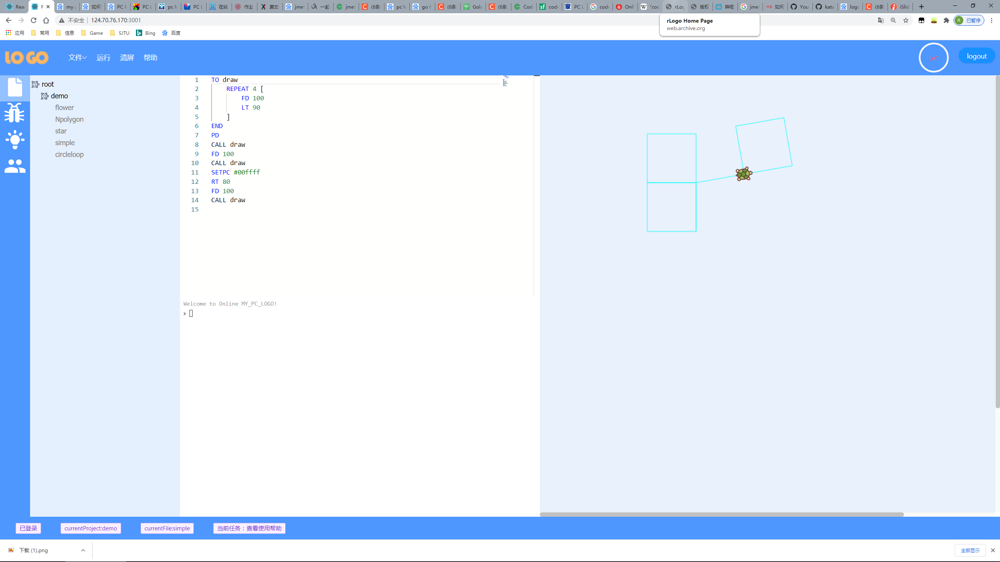 Reac
R
my p
如何
PC lo
PC L
pc lo
PC L
在线
作业
复古
jmet
一起
jmet
(6条
pc lo
go f
(6条
Gola
(6条
Cod
code
PC L
code
Onli
"coc
rLog
版权
哔哩
jmet
如何
You
kata
logo
(6条
iSlid
不安全 124.70.76.170:3001
R 已暂停
rLogo Home Page
web.archive.org
应用 常用 信息 Game SJTU Bing 百度
LOGO 文件 运行 清屏 帮助 Lv1 logout
root
demo
flower
Npolygon
star
simple
circleloop
1 TO draw
2 REPEAT 4 [
3 FD 100
4 LT 90
5 ]
6 END
7 PD
8 CALL draw
9 FD 100
10 CALL draw
11 SETPC #00ffff
12 RT 80
13 FD 100
14 CALL draw
15
Welcome to Online MY_PC_LOGO!
>
已登录 currentProject:demo currentFile:simple 当前任务：查看使用帮助
下载 (1).png 全部显示